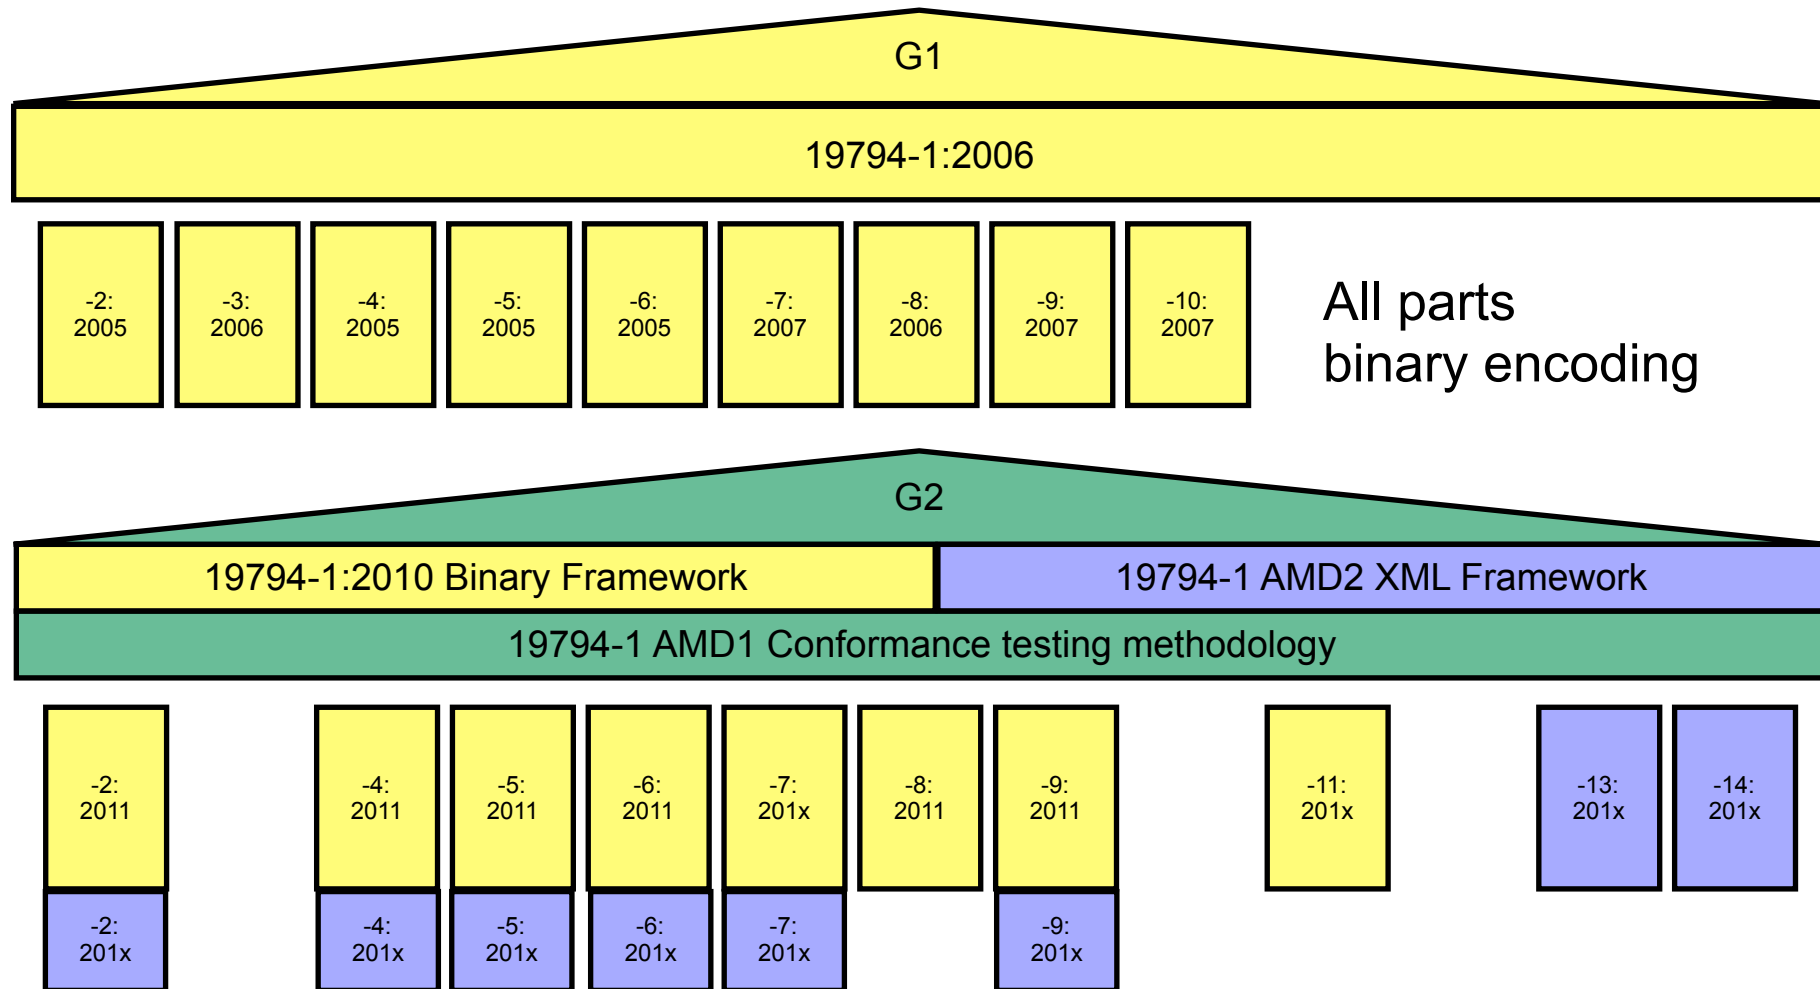 G1
19794-1:2006
-2:
2005
-3:
2006
-4:
2005
-5:
2005
-6:
2005
-7:
2007
-8:
2006
-9:
2007
-10:
2007
All parts
binary encoding
G2
19794-1:2010 Binary Framework
19794-1 AMD2 XML Framework
19794-1 AMD1 Conformance testing methodology
-2:
2011
-4:
2011
-5:
2011
-6:
2011
-7:
201x
-8:
2011
-9:
2011
-11:
201x
-13:
201x
-14:
201x
-2:
201x
-4:
201x
-5:
201x
-6:
201x
-7:
201x
-9:
201x